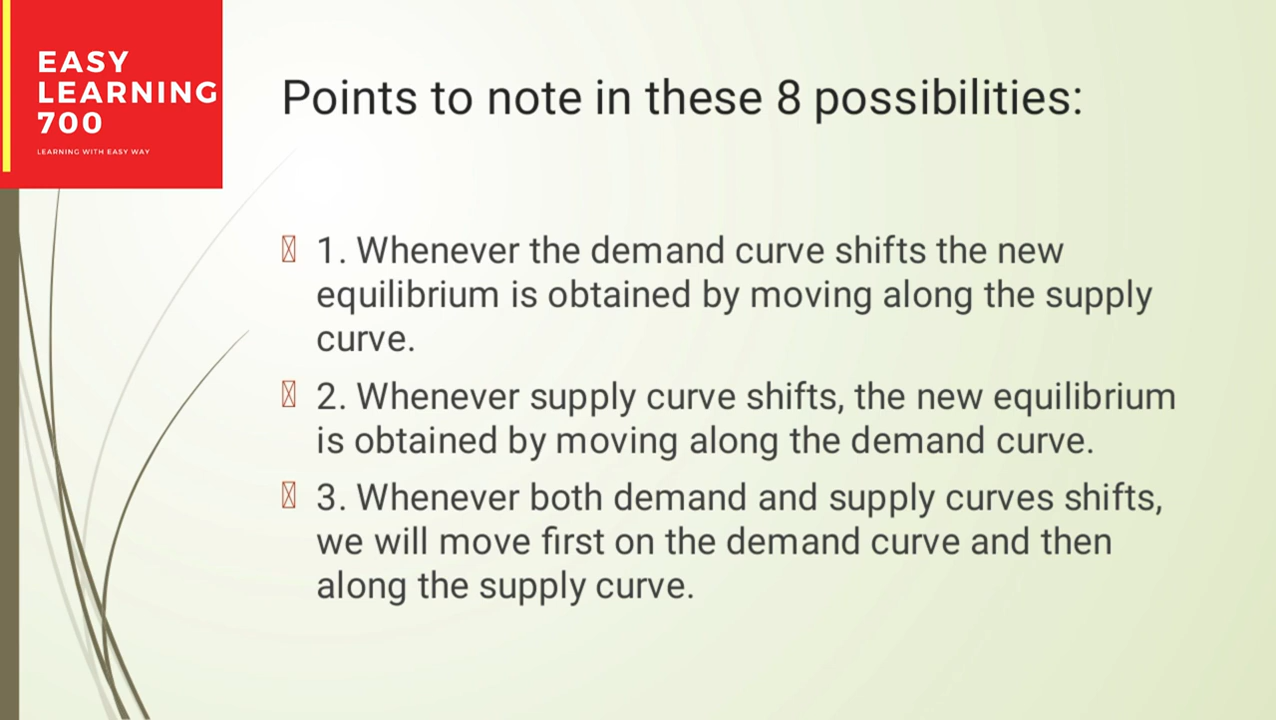 EASY
LEARNING
700
LEARNING WITH EASY WAY
Points to note in these 8 possibilities:
1. Whenever the demand curve shifts the new
equilibrium is obtained by moving along the supply
curve.
2. Whenever supply curve shifts, the new equilibrium
is obtained by moving along the demand curve.
3. Whenever both demand and supply curves shifts,
we will move first on the demand curve and then
along the supply curve.